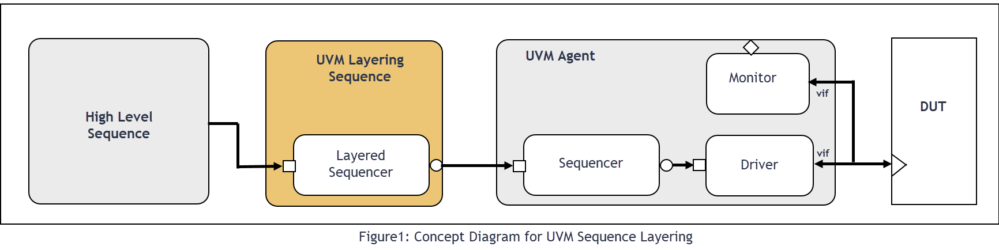 High Level
Sequence
UVM Layering
Sequence
Layered
Sequencer
UVM Agent
Sequencer
Monitor
vif
Driver
vif
DUT
Figure1: Concept Diagram for UVM Sequence Layering